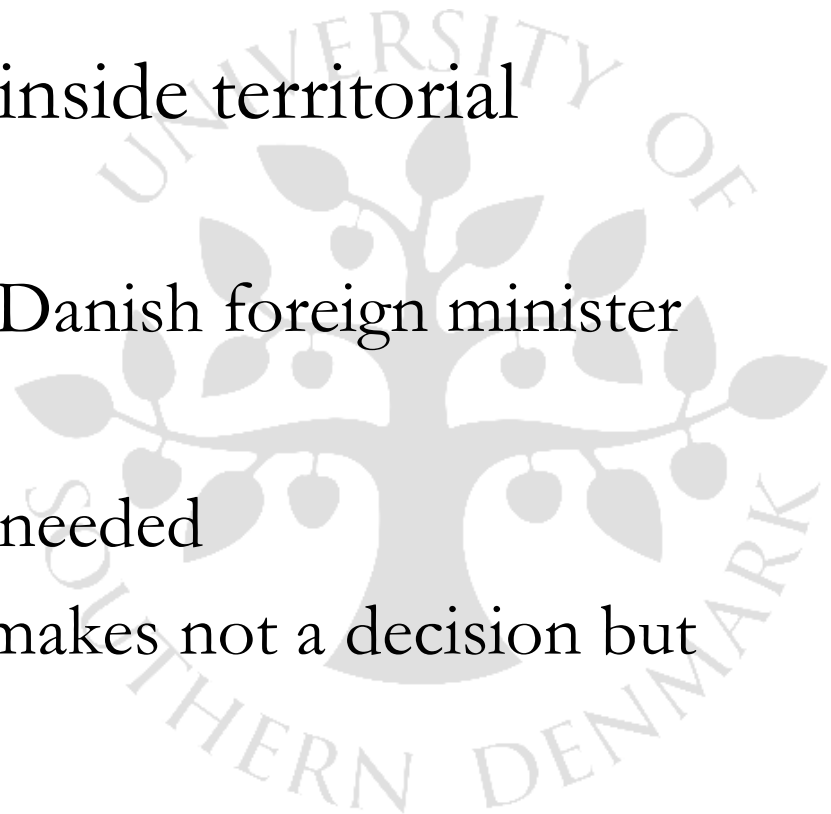 UNIVERSITY OF
inside territorial
Danish foreign minister
needed
makes not a decision but
SOUTHERN DENMARK